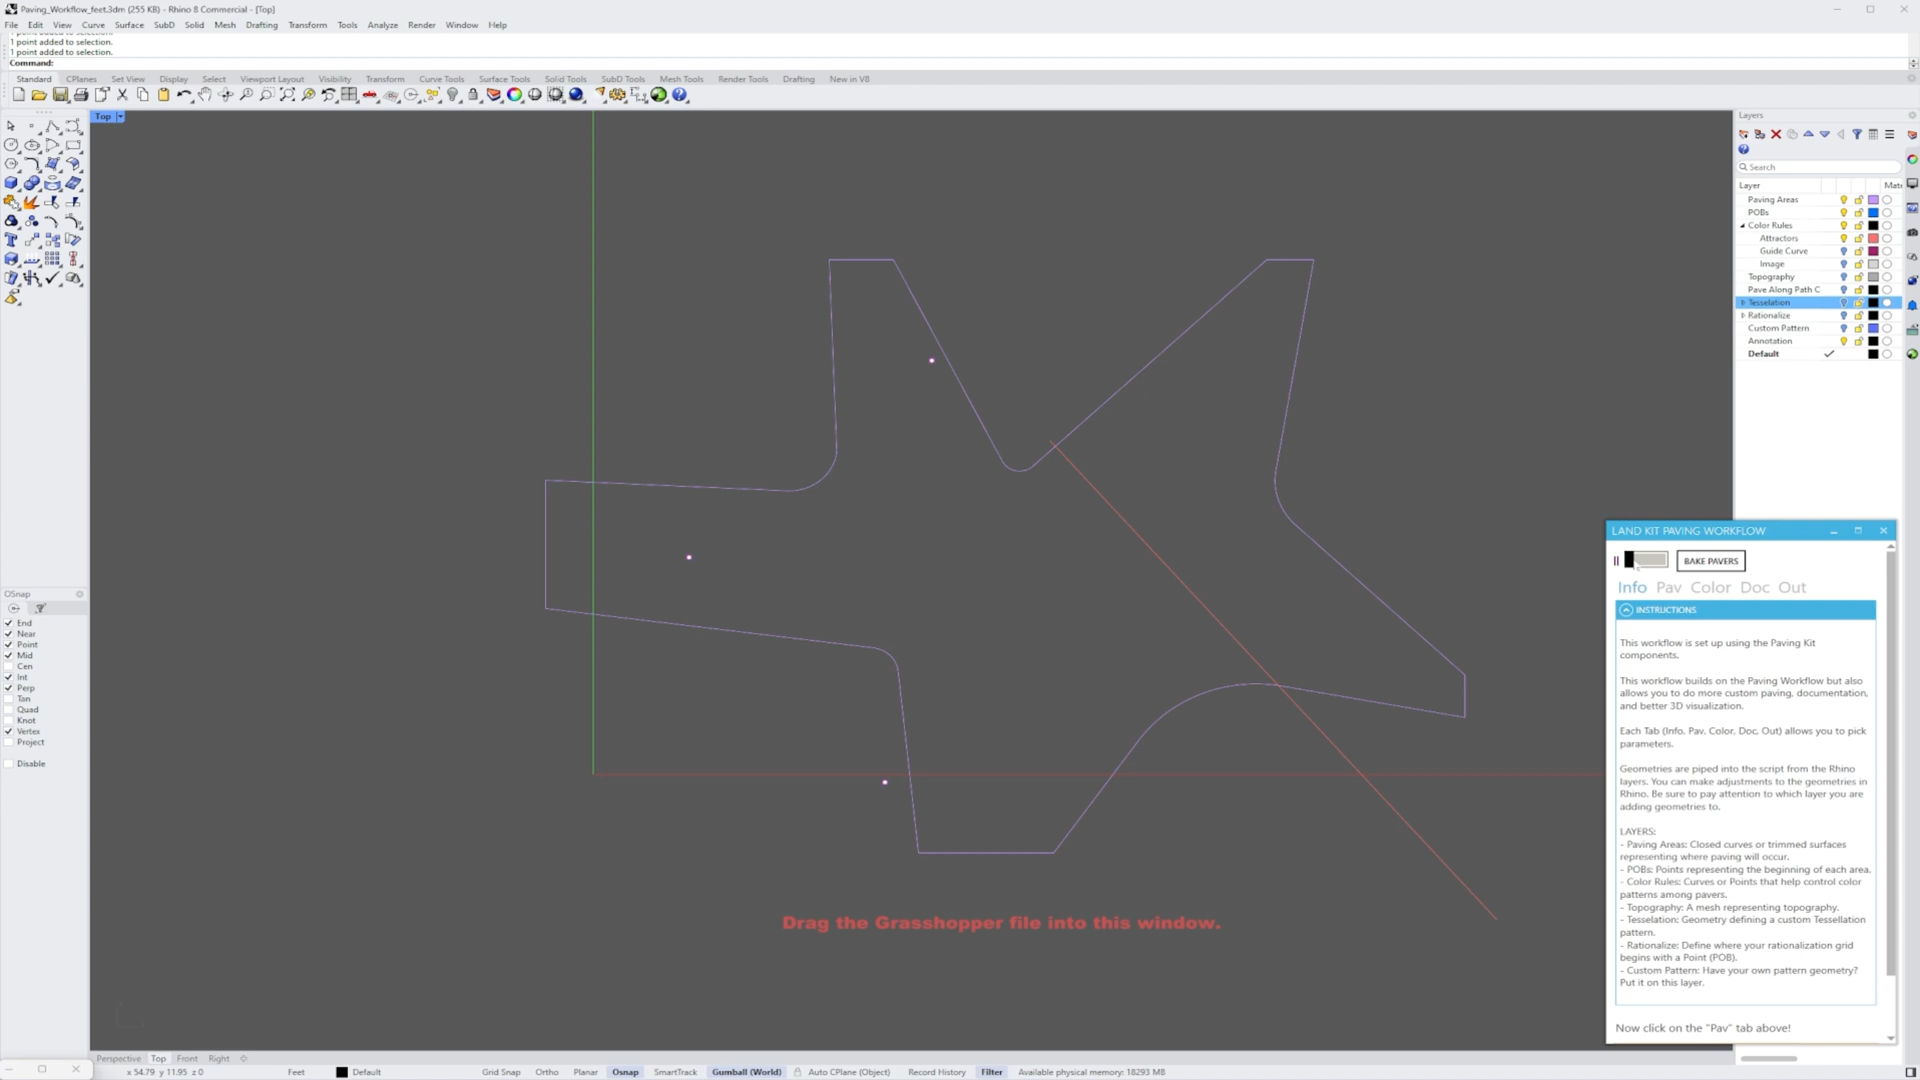 Paving_Workflow_feet.3dm (255 KB) - Rhino 8 Commercial - [Top]
File Edit View Curve Surface SubD Solid Mesh Drafting Transform Tools Analyze Render Window Help
1 point added to selection.
1 point added to selection.
Command:
Standard CPlanes Set View Display Select Viewport Layout Visibility Transform Curve Tools Surface Tools Solid Tools SubD Tools Mesh Tools Render Tools Drafting New in V8
Top
Layers
Search
Layer Mate
Paving Areas
POBs
Color Rules
Attractors
Guide Curve
Image
Topography
Pave Along Path C
Tesselation
Rationalize
Custom Pattern
Annotation
Default
OSnap
End
Near
Point
Mid
Cen
Int
Perp
Tan
Quad
Knot
Vertex
Project
Disable
Drag the Grasshopper file into this window.
LAND KIT PAVING WORKFLOW
BAKE PAVERS
Info Pav Color Doc Out
INSTRUCTIONS
This workflow is set up using the Paving Kit
components.
This workflow builds on the Paving Workflow but also
allows you to do more custom paving, documentation,
and better 3D visualization.
Each Tab (Info, Pav, Color, Doc, Out) allows you to pick
parameters.
Geometries are piped into the script from the Rhino
layers. You can make adjustments to the geometries in
Rhino. Be sure to pay attention to which layer you are
adding geometries to.
LAYERS:
- Paving Areas: Closed curves or trimmed surfaces
representing where paving will occur.
- POBs: Points representing the beginning of each area.
- Color Rules: Curves or Points that help control color
patterns among pavers.
- Topography: A mesh representing topography.
- Tesselation: Geometry defining a custom Tessellation
pattern.
- Rationalize: Define where your rationalization grid
begins with a Point (POB).
- Custom Pattern: Have your own pattern geometry?
Put it on this layer.
Now click on the "Pav" tab above!
Perspective Top Front Right
x 54.79 y 11.95 z 0 Feet Default Grid Snap Ortho Planar Osnap SmartTrack Gumball (World) Auto CPlane (Object) Record History Filter Available physical memory: 18293 MB